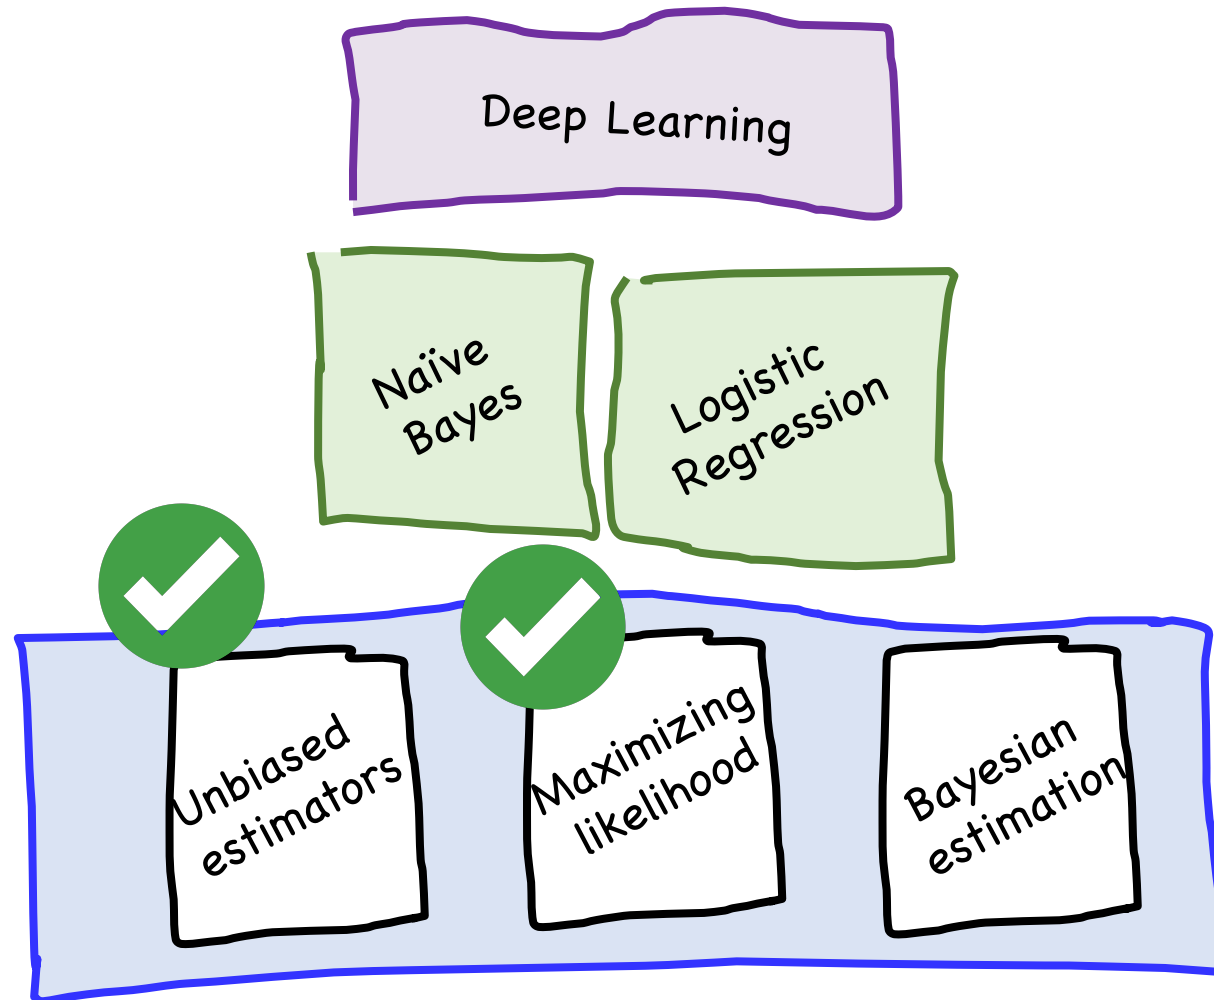 Deep Learning
Naïve
Bayes
Logistic
Regression
Unbiased
estimators
Maximizing
likelihood
Bayesian
estimation